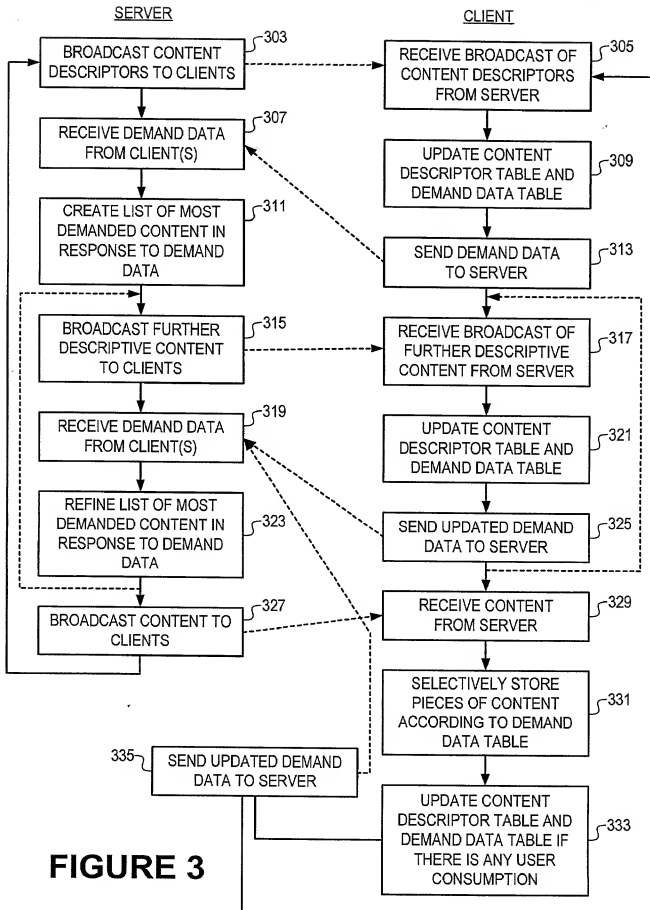 SERVER
BROADCAST CONTENT
DESCRIPTORS TO CLIENTS
303
RECEIVE DEMAND DATA
FROM CLIENT(S)
307
CREATE LIST OF MOST
DEMANDED CONTENT IN
RESPONSE TO DEMAND
DATA
311
BROADCAST FURTHER
DESCRIPTIVE CONTENT
TO CLIENTS
315
RECEIVE DEMAND DATA
FROM CLIENT(S)
319
REFINE LIST OF MOST
DEMANDED CONTENT IN
RESPONSE TO DEMAND
DATA
323
BROADCAST CONTENT TO
CLIENTS
327
CLIENT
RECEIVE BROADCAST OF
CONTENT DESCRIPTORS
FROM SERVER
305
UPDATE CONTENT
DESCRIPTOR TABLE AND
DEMAND DATA TABLE
309
SEND DEMAND DATA
TO SERVER
313
RECEIVE BROADCAST OF
FURTHER DESCRIPTIVE
CONTENT FROM SERVER
317
UPDATE CONTENT
DESCRIPTOR TABLE AND
DEMAND DATA TABLE
321
SEND UPDATED DEMAND
DATA TO SERVER
325
RECEIVE CONTENT
FROM SERVER
329
SELECTIVELY STORE
PIECES OF CONTENT
ACCORDING TO DEMAND
DATA TABLE
331
UPDATE CONTENT
DESCRIPTOR TABLE AND
DEMAND DATA TABLE IF
THERE IS ANY USER
CONSUMPTION
333
335
SEND UPDATED DEMAND
DATA TO SERVER
FIGURE 3